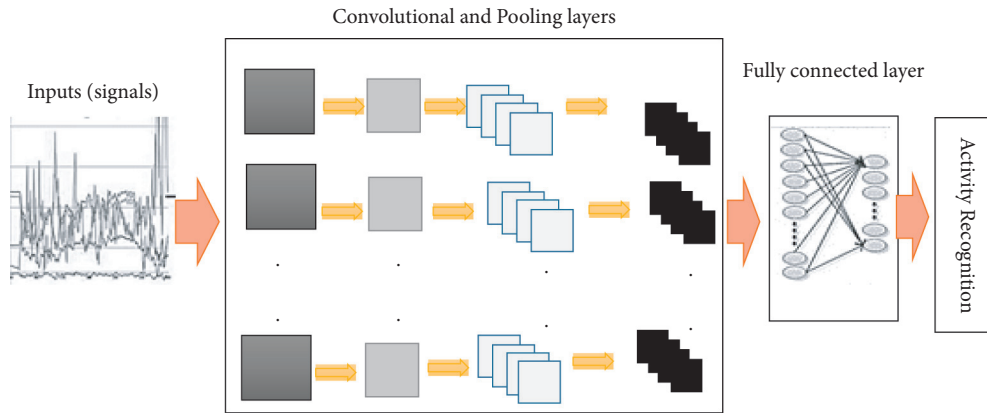 Convolutional and Pooling layers
Inputs (signals)
Fully connected layer
Activity Recognition